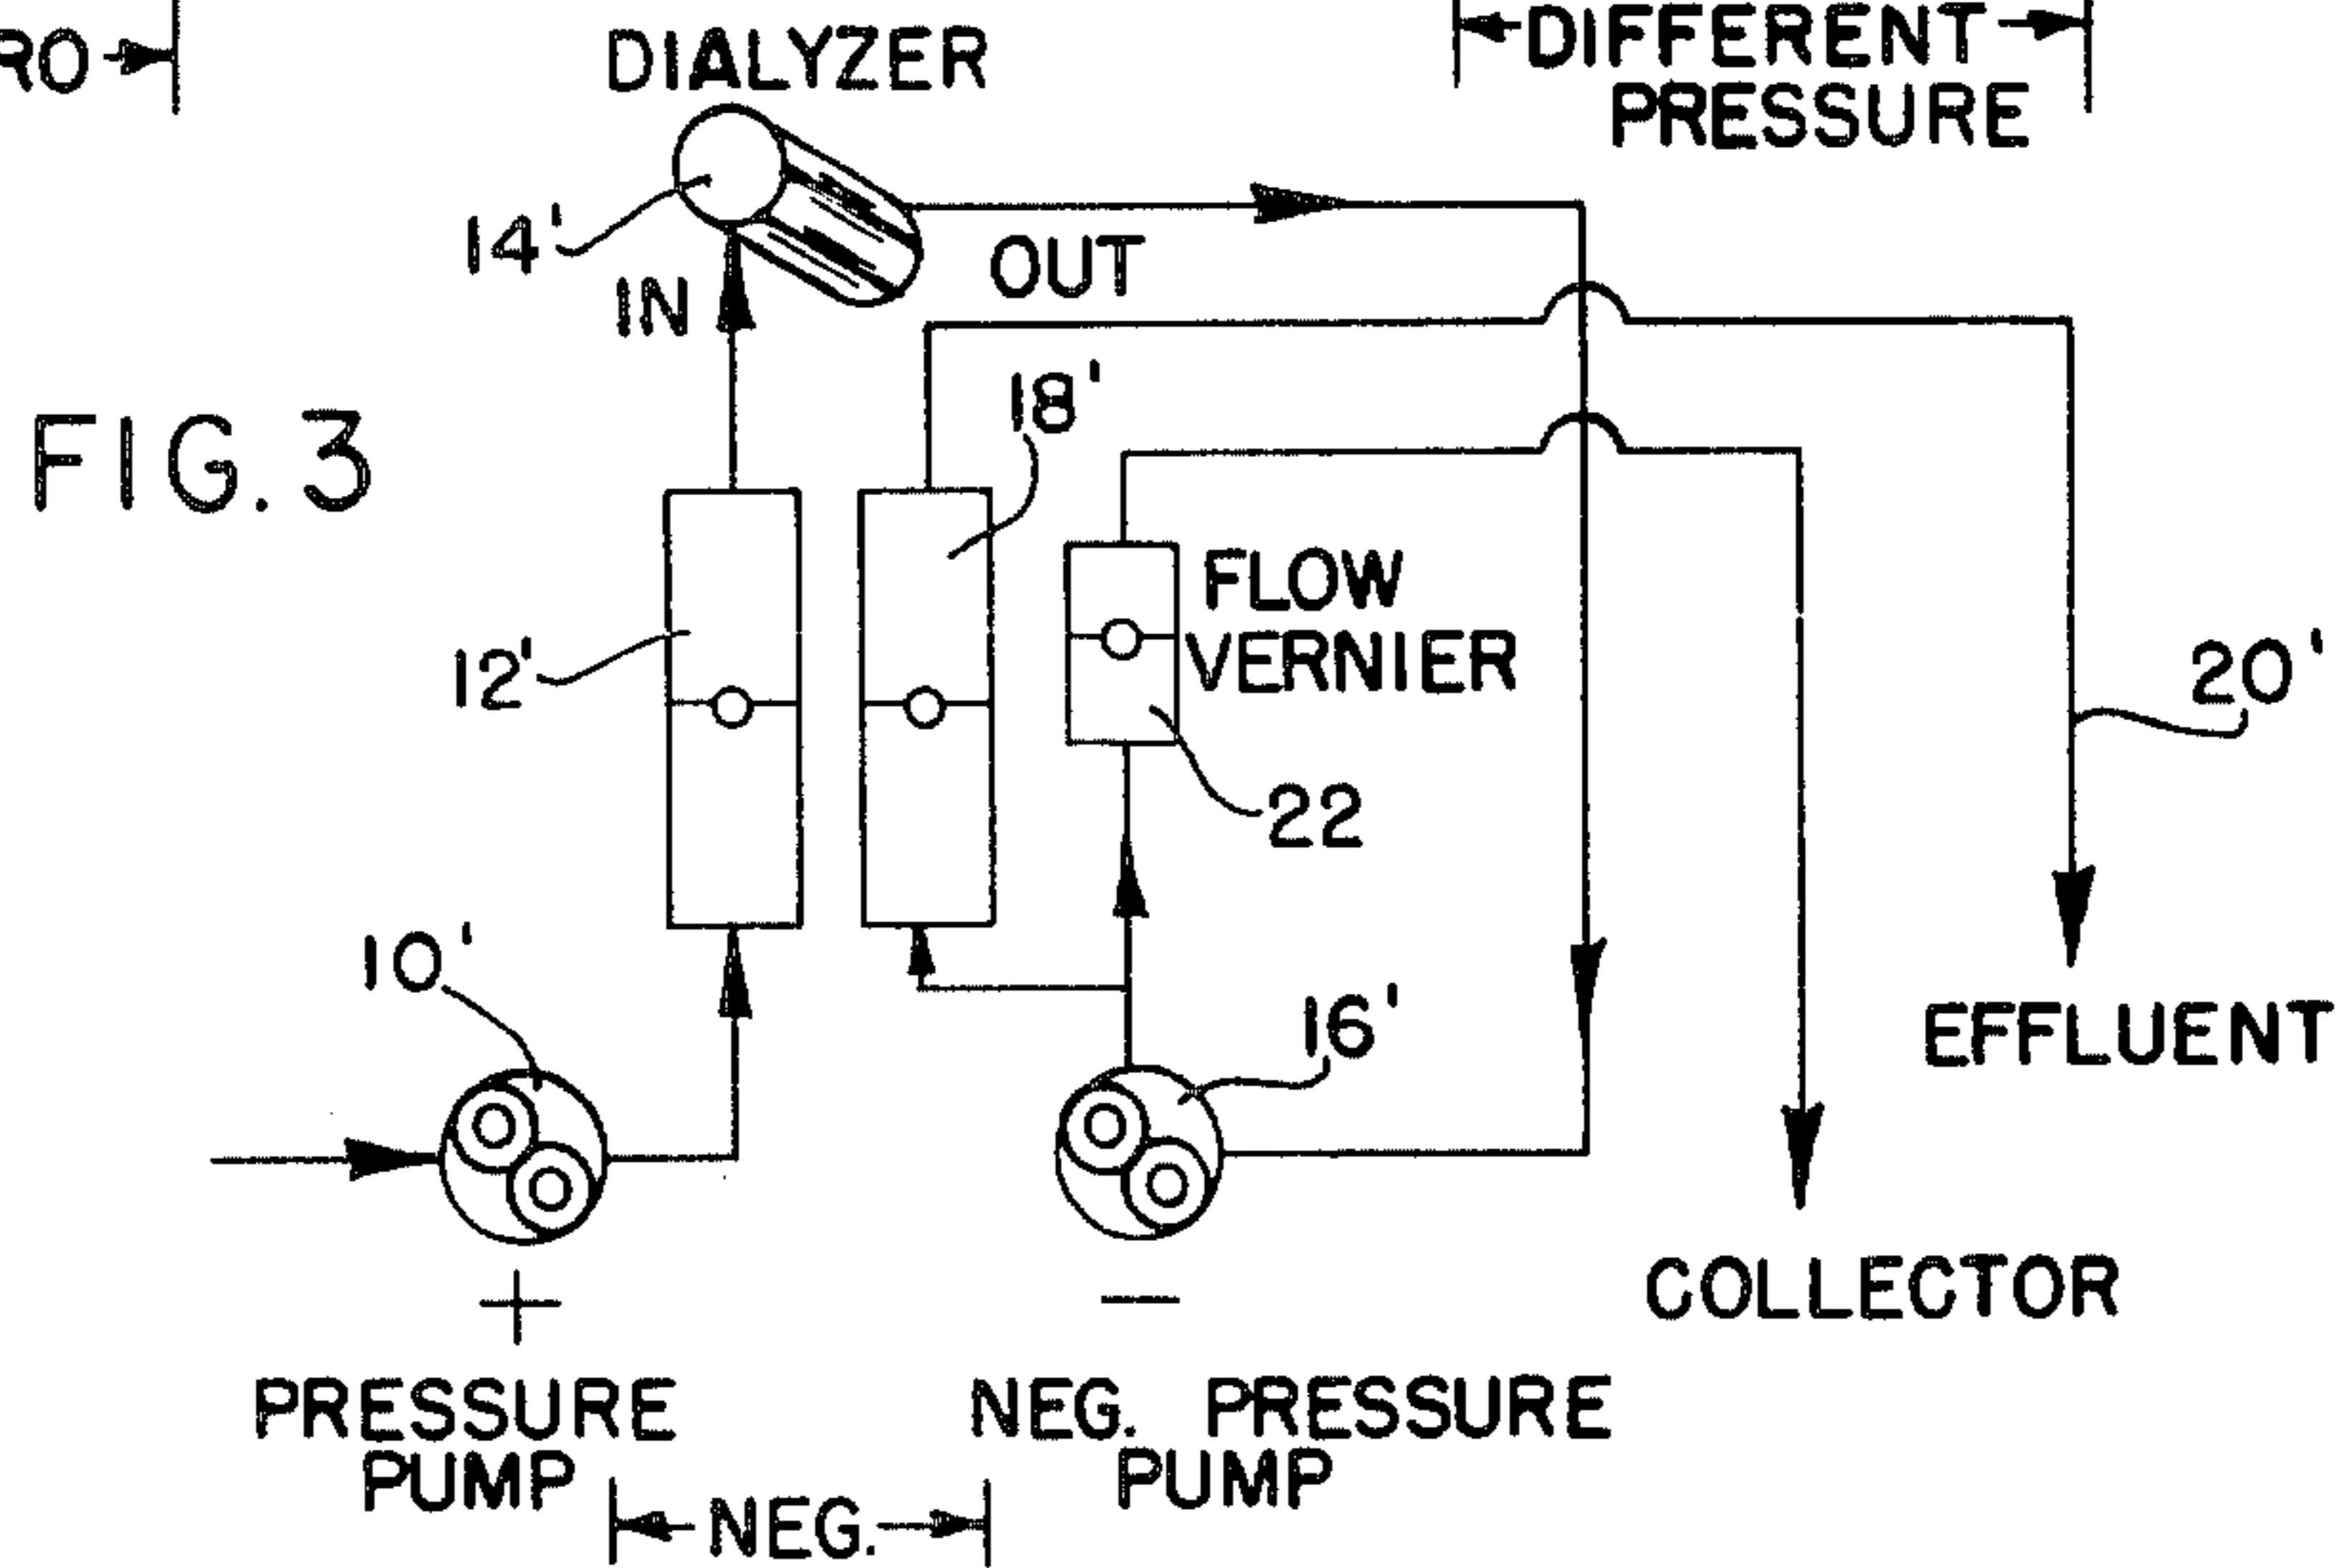 DIALYZER
DIFFERENT
PRESSURE
14'
IN
OUT
18'
FIG. 3
FLOW
VERNIER
12'
20'
22
10'
16'
EFFLUENT
COLLECTOR
+
−
PRESSURE
PUMP
NEG. PRESSURE
PUMP
NEG.